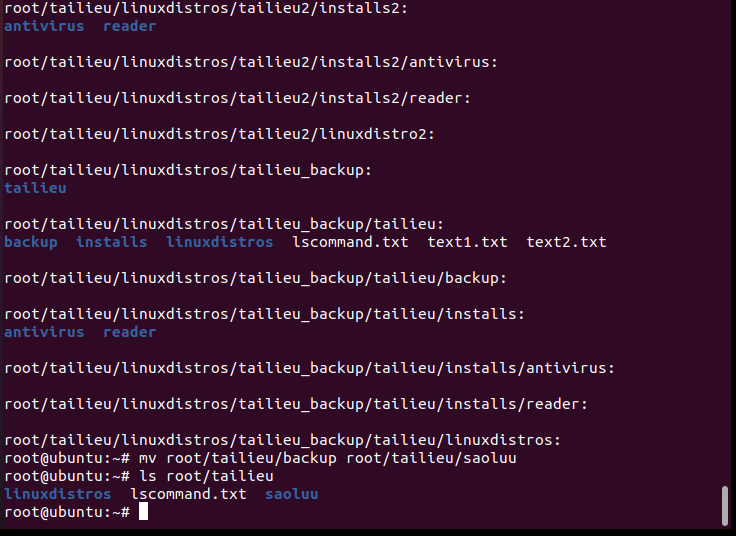 root/tailieu/linuxdistros/tailieu2/installs2:
antivirus  reader
root/tailieu/linuxdistros/tailieu2/installs2/antivirus:
root/tailieu/linuxdistros/tailieu2/installs2/reader:
root/tailieu/linuxdistros/tailieu2/linuxdistro2:
root/tailieu/linuxdistros/tailieu_backup:
tailieu
root/tailieu/linuxdistros/tailieu_backup/tailieu:
backup  installs  linuxdistros  lscommand.txt  text1.txt  text2.txt
root/tailieu/linuxdistros/tailieu_backup/tailieu/backup:
root/tailieu/linuxdistros/tailieu_backup/tailieu/installs:
antivirus  reader
root/tailieu/linuxdistros/tailieu_backup/tailieu/installs/antivirus:
root/tailieu/linuxdistros/tailieu_backup/tailieu/installs/reader:
root/tailieu/linuxdistros/tailieu_backup/tailieu/linuxdistros:
root@ubuntu:~# mv root/tailieu/backup root/tailieu/saoluu
root@ubuntu:~# ls root/tailieu
linuxdistros  lscommand.txt  saoluu
root@ubuntu:~#